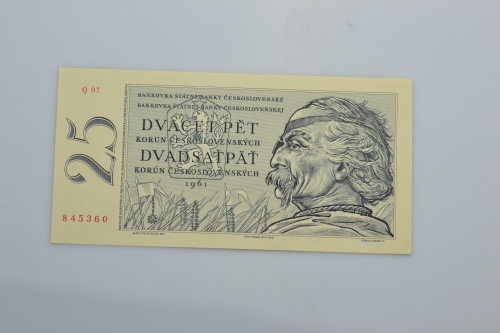 Q 07
25
845360
BANKOVKA STÁTNÍ BANKY ČESKOSLOVENSKÉ
BANKOVKA ŠTÁTNEJ BANKY ČESKOSLOVENSKEJ
DVACET PĚT
KORUN ČESKOSLOVENSKÝCH
DVADSAŤPÄŤ
KORÚN ČESKOSLOVENSKÝCH
1961